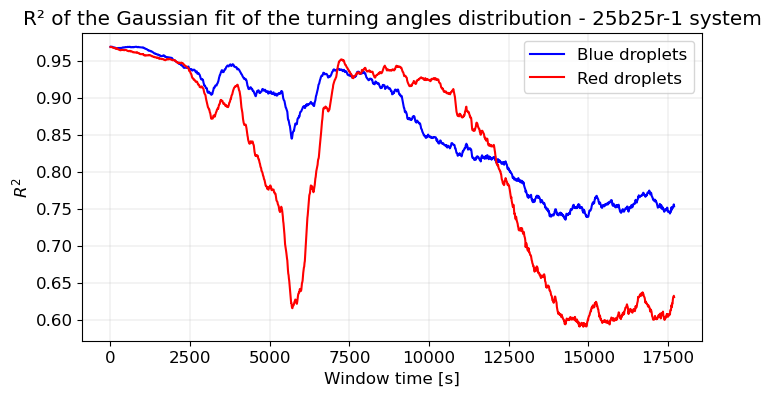 R² of the Gaussian fit of the turning angles distribution - 25b25r-1 system
Blue droplets
Red droplets
R²
0.95
0.90
0.85
0.80
0.75
0.70
0.65
0.60
0 2500 5000 7500 10000 12500 15000 17500
Window time [s]